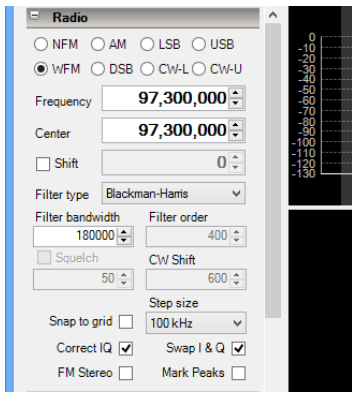 Radio
NFM AM LSB USB
WFM DSB CW-L CW-U
Frequency 97,300,000
Center 97,300,000
Shift 0
Filter type Blackman-Harris
Filter bandwidth Filter order
180000 400
Squelch CW Shift
50 600
Step size
Snap to grid 100 kHz
Correct IQ Swap I & Q
FM Stereo Mark Peaks
0
-10
-20
-30
-40
-50
-60
-70
-80
-90
-100
-110
-120
-130